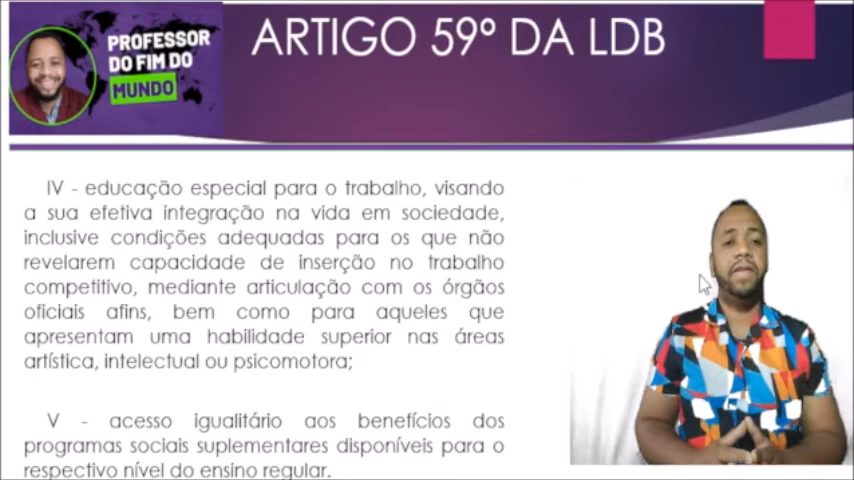 PROFESSOR
DO FIM DO
MUNDO
ARTIGO 59º DA LDB
IV - educação especial para o trabalho, visando
a sua efetiva integração na vida em sociedade,
inclusive condições adequadas para os que não
revelarem capacidade de inserção no trabalho
competitivo, mediante articulação com os órgãos
oficiais afins, bem como para aqueles que
apresentam uma habilidade superior nas áreas
artística, intelectual ou psicomotora;
V - acesso igualitário aos benefícios dos
programas sociais suplementares disponíveis para o
respectivo nível do ensino regular.